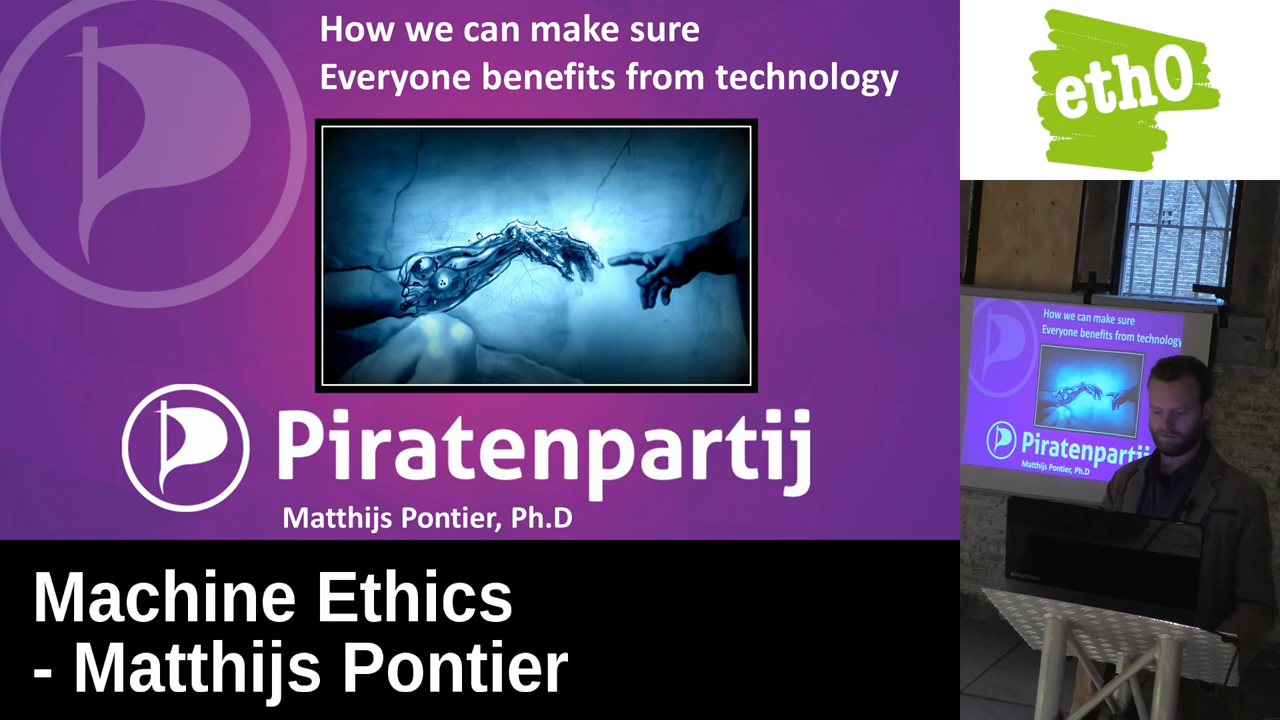 How we can make sure
Everyone benefits from technology
Piratenpartij
Matthijs Pontier, Ph.D
Machine Ethics
- Matthijs Pontier
ethO
How we can make sure
Everyone benefits from technology
Piratenpartij
Matthijs Pontier, Ph.D